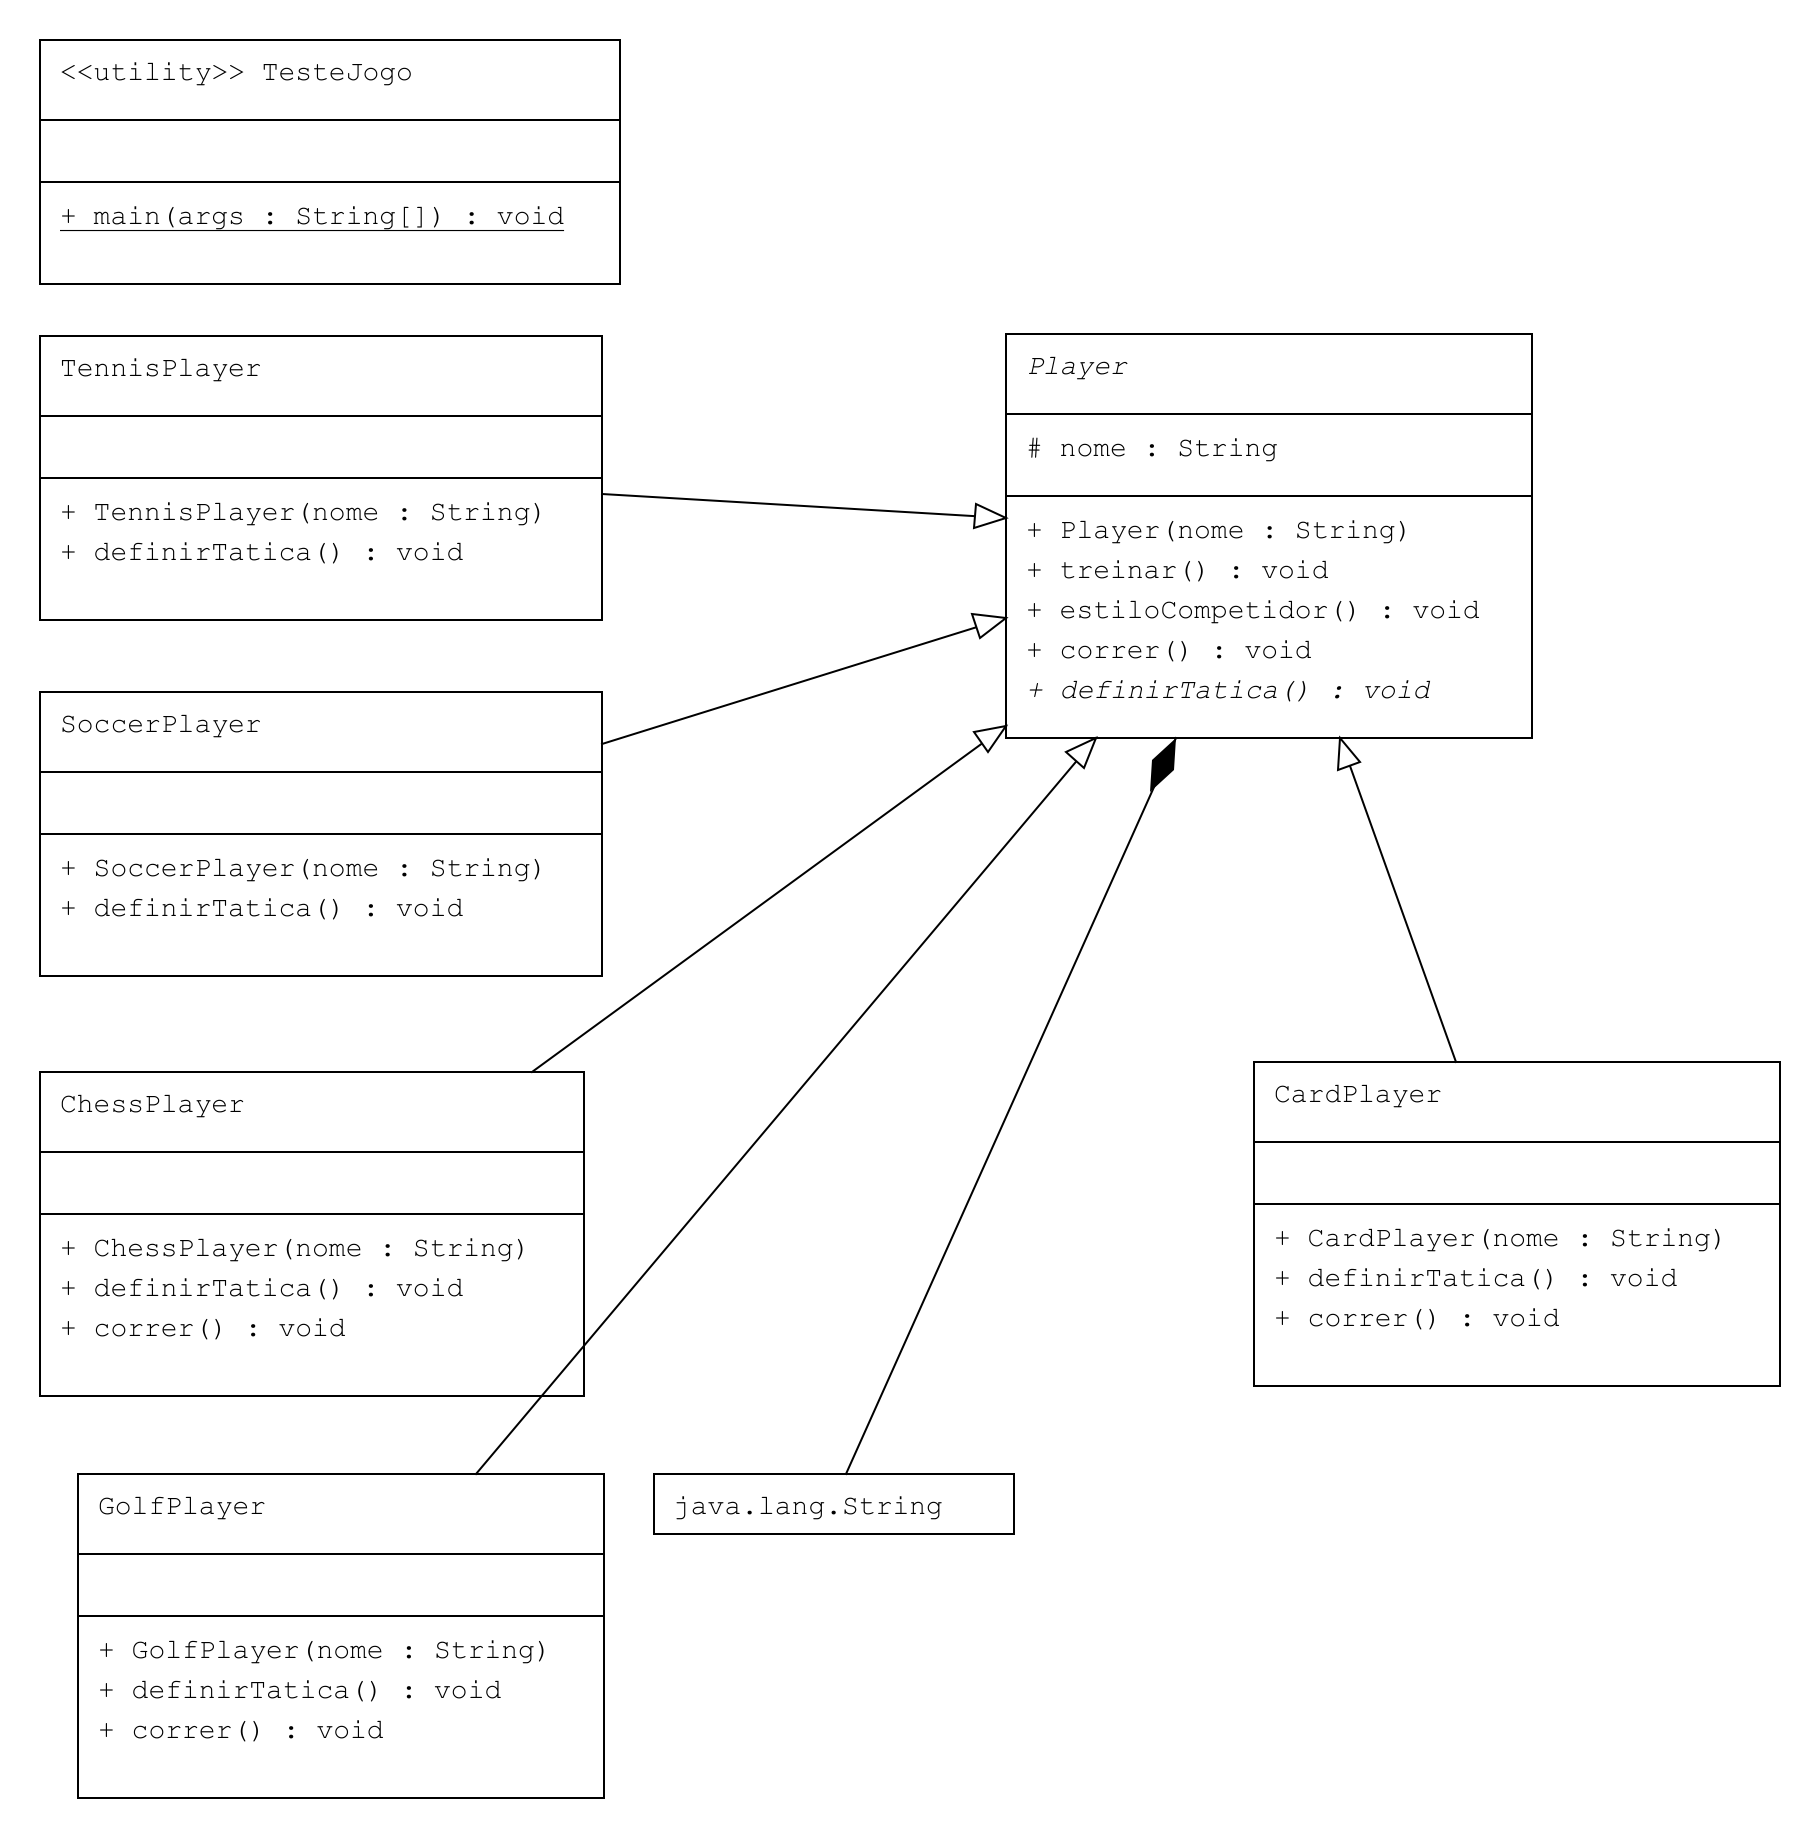 <<utility>> TesteJogo
+ main(args : String[]) : void
TennisPlayer
+ TennisPlayer(nome : String)
+ definirTatica() : void
Player
# nome : String
+ Player(nome : String)
+ treinar() : void
+ estiloCompetidor() : void
+ correr() : void
+ definirTatica() : void
SoccerPlayer
+ SoccerPlayer(nome : String)
+ definirTatica() : void
ChessPlayer
+ ChessPlayer(nome : String)
+ definirTatica() : void
+ correr() : void
CardPlayer
+ CardPlayer(nome : String)
+ definirTatica() : void
+ correr() : void
GolfPlayer
+ GolfPlayer(nome : String)
+ definirTatica() : void
+ correr() : void
java.lang.String